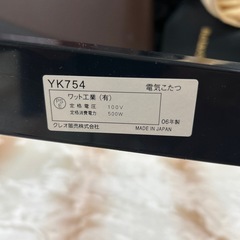 YK754 電気こたつ
ワット工業(有)
定格電圧 100V
定格消費電力 500W
06年製
グレオ販売株式会社 MADE IN JAPAN